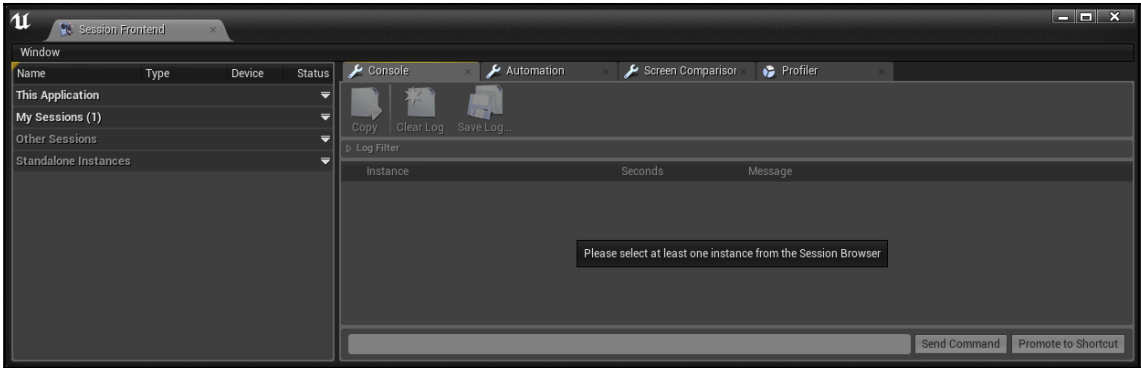 Session Frontend
Window
Name Type Device Status
This Application
My Sessions (1)
Other Sessions
Standalone Instances
Console Automation Screen Comparisor Profiler
Copy Clear Log Save Log...
Log Filter
Instance Seconds Message
Please select at least one instance from the Session Browser
Send Command Promote to Shortcut